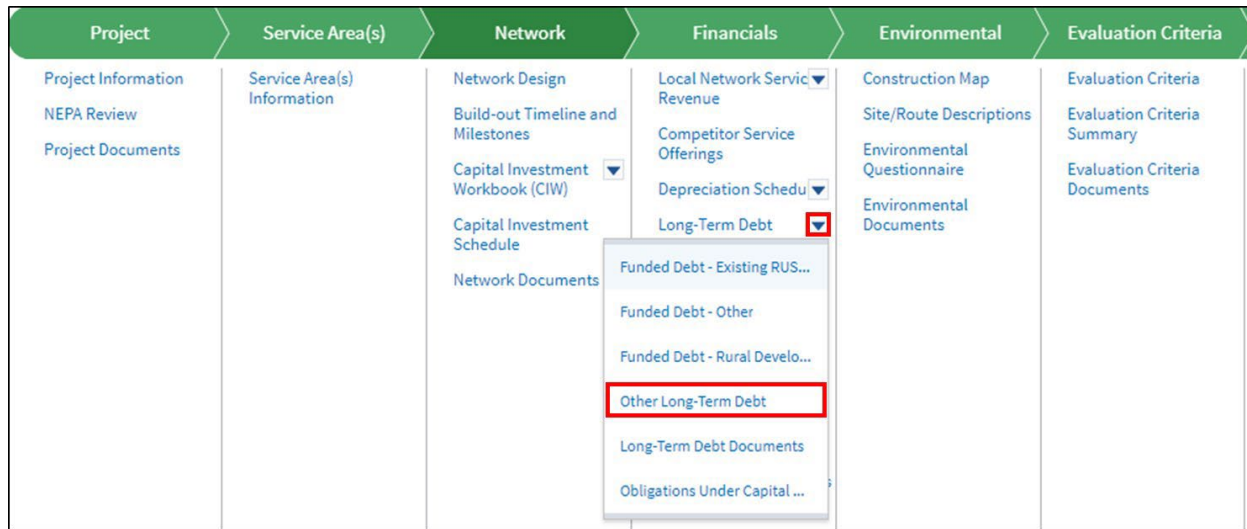 Project
Service Area(s)
Network
Financials
Environmental
Evaluation Criteria
Project Information
NEPA Review
Project Documents
Service Area(s)
Information
Network Design
Build-out Timeline and
Milestones
Capital Investment
Workbook (CIW)
Capital Investment
Schedule
Network Documents
Local Network Servic
Revenue
Competitor Service
Offerings
Depreciation Schedu
Long-Term Debt
Funded Debt - Existing RUS...
Funded Debt - Other
Funded Debt - Rural Develo...
Other Long-Term Debt
Long-Term Debt Documents
Obligations Under Capital ...
Construction Map
Site/Route Descriptions
Environmental
Questionnaire
Environmental
Documents
Evaluation Criteria
Evaluation Criteria
Summary
Evaluation Criteria
Documents